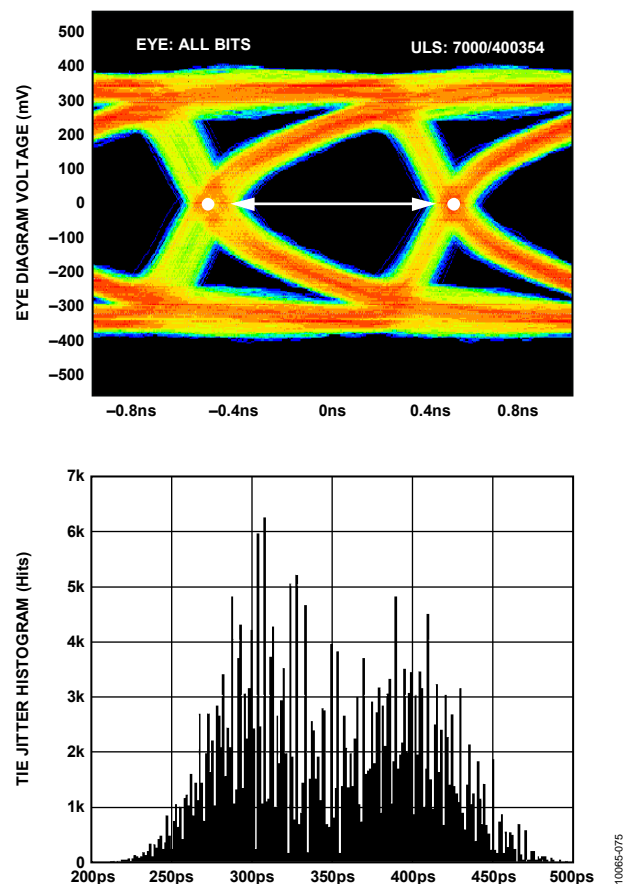 500
EYE: ALL BITS ULS: 7000/400354
400
300
200
100
0
–100
–200
–300
–400
–500
EYE DIAGRAM VOLTAGE (mV)
–0.8ns –0.4ns 0ns 0.4ns 0.8ns
7k
6k
5k
4k
3k
2k
1k
0
TIE JITTER HISTOGRAM (Hits)
200ps 250ps 300ps 350ps 400ps 450ps 500ps
10065-075